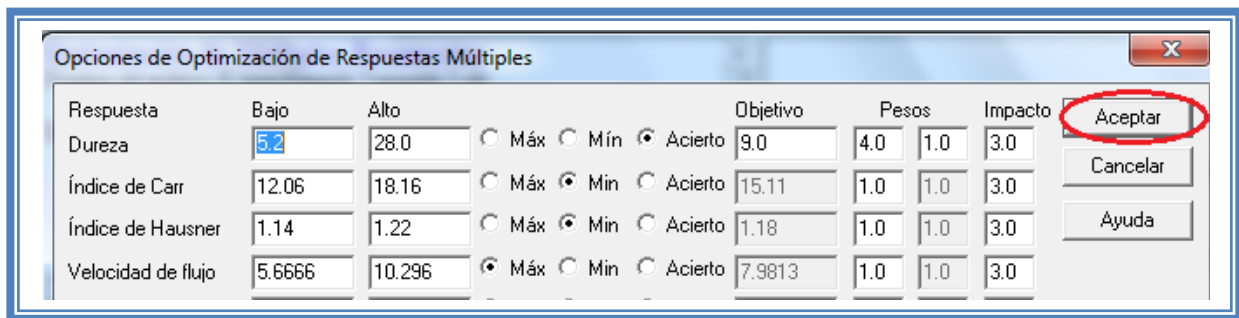 Opciones de Optimización de Respuestas Múltiples
Respuesta Bajo Alto Objetivo Pesos Impacto
Dureza 5.2 28.0 Máx Mín Acierto 9.0 4.0 1.0 3.0
Índice de Carr 12.06 18.16 Máx Min Acierto 15.11 1.0 1.0 3.0
Índice de Hausner 1.14 1.22 Máx Min Acierto 1.18 1.0 1.0 3.0
Velocidad de flujo 5.6666 10.296 Máx Min Acierto 7.9813 1.0 1.0 3.0
Aceptar
Cancelar
Ayuda